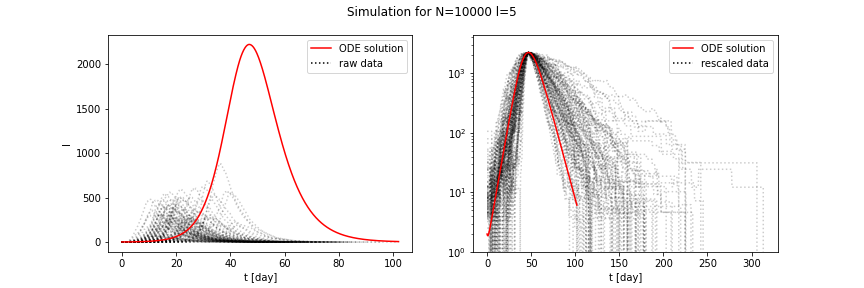 Simulation for N=10000 l=5
ODE solution
raw data
2000
1500
1000
500
0
I
0
20
40
60
80
100
t [day]
ODE solution
rescaled data
10³
10²
10¹
10⁰
0
50
100
150
200
250
300
t [day]